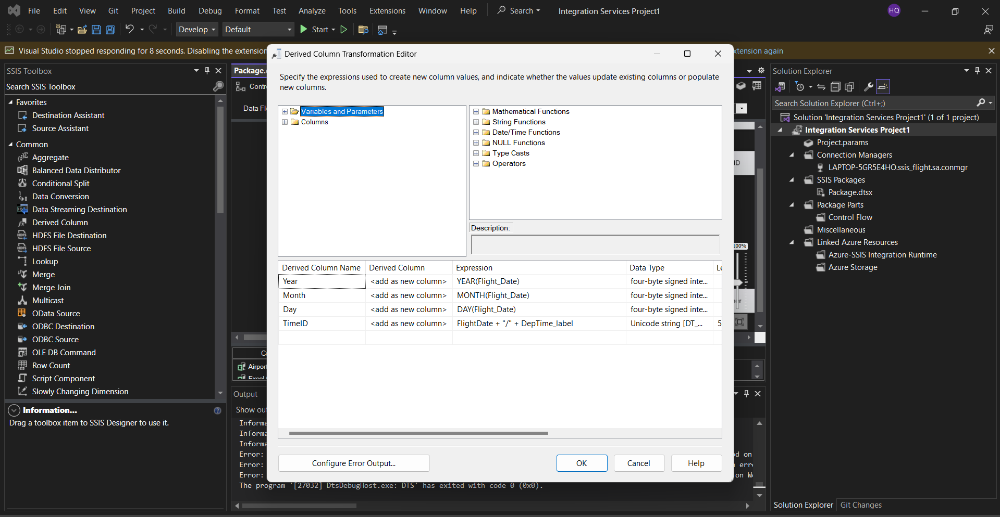 File Edit View Git Project Build Debug Format Test Analyze Tools Extensions Window Help Search Integration Services Project1 HQ
Develop Default Start
Visual Studio stopped responding for 8 seconds. Disabling the extension
xtension again
SSIS Toolbox
Search SSIS Toolbox
Favorites
Destination Assistant
Source Assistant
Common
Aggregate
Balanced Data Distributor
Conditional Split
Data Conversion
Data Streaming Destination
Derived Column
HDFS File Destination
HDFS File Source
Lookup
Merge
Merge Join
Multicast
OData Source
ODBC Destination
ODBC Source
OLE DB Command
Row Count
Script Component
Slowly Changing Dimension
Information...
Drag a toolbox item to SSIS Designer to use it.
Package.
Contr
Data Fl
Derived Column Transformation Editor
Specify the expressions used to create new column values, and indicate whether the values update existing columns or populate
new columns.
Variables and Parameters
Columns
Mathematical Functions
String Functions
Date/Time Functions
NULL Functions
Type Casts
Operators
Description:
Derived Column Name Derived Column Expression Data Type Le
Year <add as new column> YEAR(Flight_Date) four-byte signed inte...
Month <add as new column> MONTH(Flight_Date) four-byte signed inte...
Day <add as new column> DAY(Flight_Date) four-byte signed inte...
TimeID <add as new column> FlightDate + "/" + DepTime_label Unicode string [DT_... 5
Configure Error Output... OK Cancel Help
ID
100%
Airpor
Excel
Output
Show ou
Informa
Informa
Informa
Error:
Error:
Error:
The program '[27032] DtsDebugHost.exe: DTS' has exited with code 0 (0x0).
Solution Explorer
Search Solution Explorer (Ctrl+;)
Solution 'Integration Services Project1' (1 of 1 project)
Integration Services Project1
Project.params
Connection Managers
LAPTOP-5GR5E4HO.ssis_flight.sa.conmgr
SSIS Packages
Package.dtsx
Package Parts
Control Flow
Miscellaneous
Linked Azure Resources
Azure-SSIS Integration Runtime
Azure Storage
Solution Explorer Git Changes